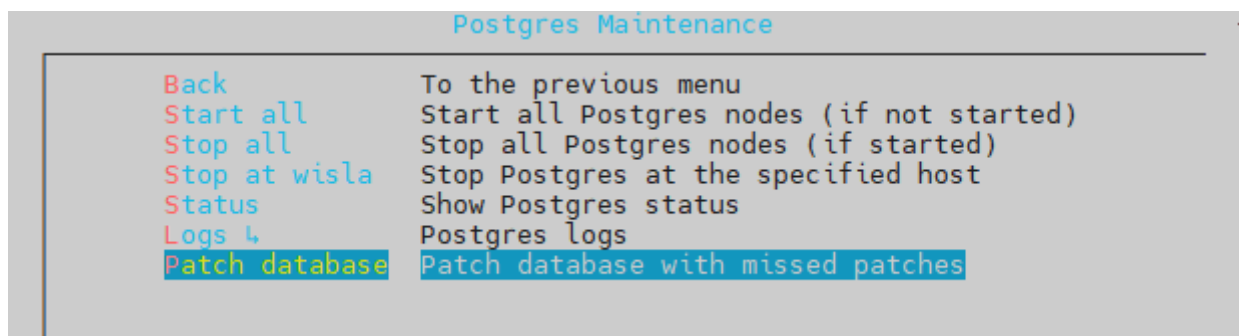 Postgres Maintenance
Back To the previous menu
Start all Start all Postgres nodes (if not started)
Stop all Stop all Postgres nodes (if started)
Stop at wisla Stop Postgres at the specified host
Status Show Postgres status
Logs ↳ Postgres logs
Patch database Patch database with missed patches